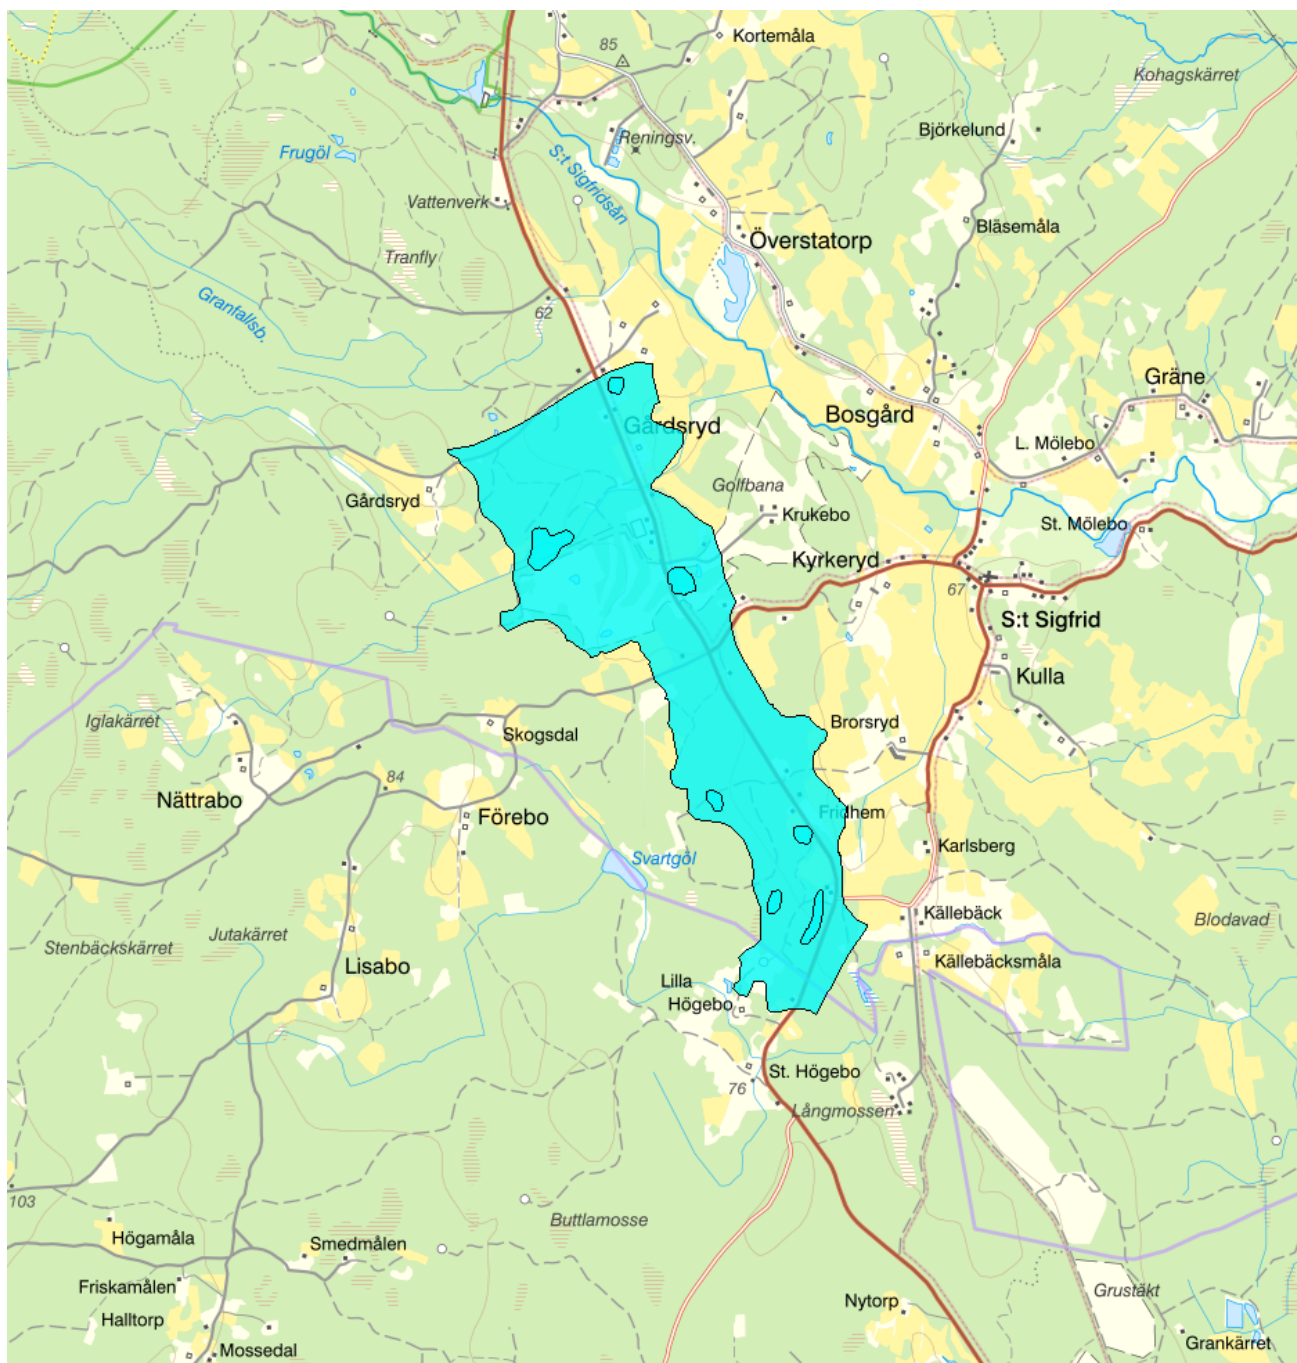 Kortemåla
85
Kohagskärret
Björkelund
Reningsv.
Frugöl
S:t Sigfridsån
Vattenverk
Bläsemåla
Överstatorp
Tranfly
Granfallsb.
62
Gräne
Bosgård
Gårdsryd
L. Mölebo
Golfbana
Gårdsryd
Krukebo
St. Mölebo
Kyrkeryd
67
S:t Sigfrid
Kulla
Iglakärret
Brorsryd
Skogsdal
84
Nättrabo
Förebo
Fridhem
Karlsberg
Svartgöl
Källebäck
Blodavad
Jutakärret
Stenbäckskärret
Källebäcksmåla
Lisabo
Lilla
Högebo
St. Högebo
76
Långmossen
103
Buttlamosse
Högamåla
Smedmålen
Friskamålen
Grustäkt
Nytorp
Halltorp
Grankärret
Mossedal